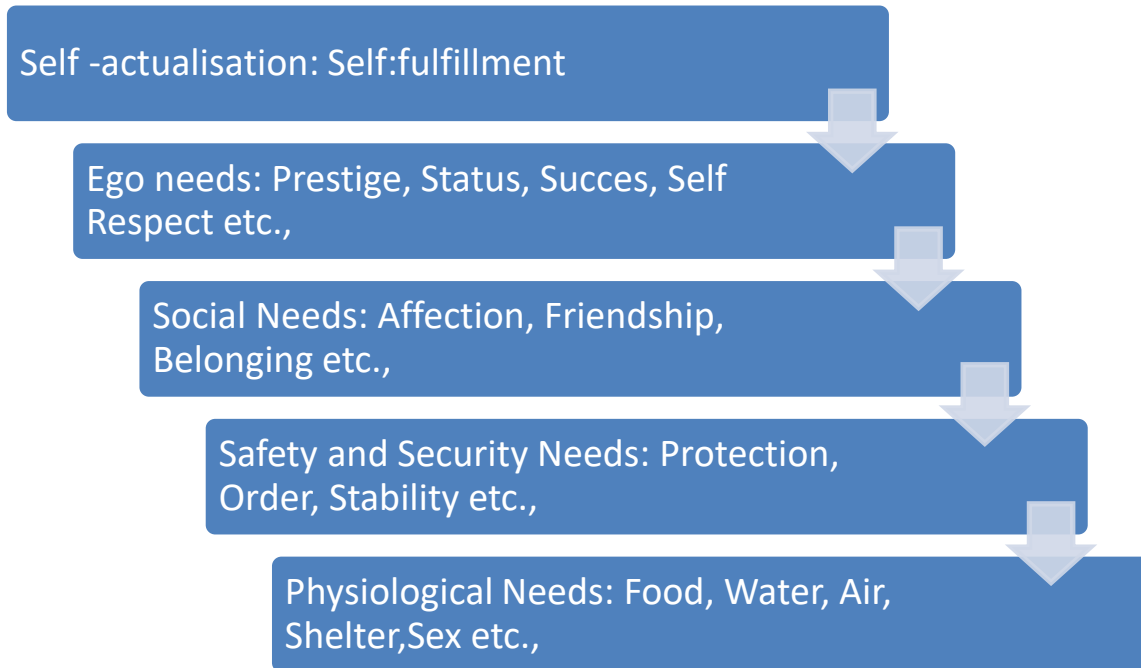 Self -actualisation: Self:fulfillment
Ego needs: Prestige, Status, Succes, Self
Respect etc.,
Social Needs: Affection, Friendship,
Belonging etc.,
Safety and Security Needs: Protection,
Order, Stability etc.,
Physiological Needs: Food, Water, Air,
Shelter,Sex etc.,